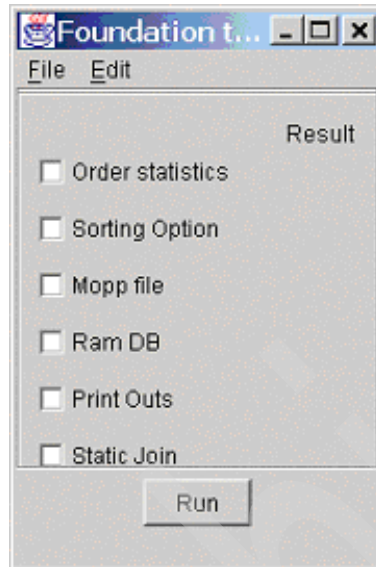 Foundation t...
File Edit
Result
Order statistics
Sorting Option
Mopp file
Ram DB
Print Outs
Static Join
Run